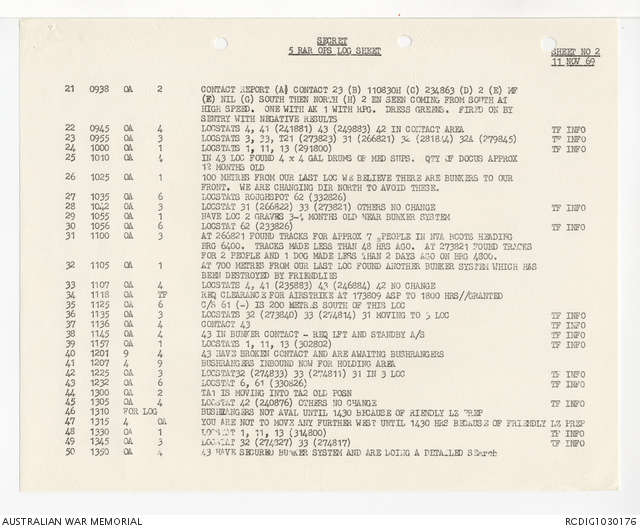 SECRET
5 RAR OPS LOG SHEET
SHEET NO 2
11 NOV 69
21 0938 OA 2 CONTACT REPORT (A) CONTACT 23 (B) 110830H (C) 234863 (D) 2 (E) MF
(E) NIL (G) SOUTH THEN NORTH (H) 2 EN SEEN COMING FROM SOUTH AT
HIGH SPEED. ONE WITH AK 1 WITH RPG. DRESS GREENS. FIRED ON BY
SENTRY WITH NEGATIVE RESULTS
22 0945 OA 4 LOCSTATS 4, 41 (241881) 43 (249883) 42 IN CONTACT AREA TF INFO
23 0955 OA 3 LOCSTATS 3, 33, T21 (273823) 31 (266821) 32 (281824) 32A (279845) TF INFO
24 1000 OA 1 LOCSTATS 1, 11, 13 (291800) TF INFO
25 1010 OA 4 IN 43 LOC FOUND 4 x 4 GAL DRUMS OF MED SUPS. QTY OF DOCUS APPROX
12 MONTHS OLD
26 1025 OA 1 100 METRES FROM OUR LAST LOC WE BELIEVE THERE ARE BUNKERS TO OUR
FRONT. WE ARE CHANGING DIR NORTH TO AVOID THESE.
27 1035 OA 6 LOCSTATS ROUGHSPOT 62 (332826)
28 1042 OA 3 LOCSTAT 31 (266822) 33 (273821) OTHERS NO CHANGE TF INFO
29 1055 OA 1 HAVE LOC 2 GRAVES 3-4 MONTHS OLD NEAR BUNKER SYSTEM
30 1056 OA 6 LOCSTAT 62 (233826) TF INFO
31 1100 OA 3 AT 266821 FOUND TRACKS FOR APPROX 7 PEOPLE IN NVA BOOTS HEADING
BRG 6400. TRACKS MADE LESS THAN 48 HRS AGO. AT 273821 FOUND TRACKS
FOR 2 PEOPLE AND 1 DOG MADE LESS THAN 2 DAYS AGO ON BRG 4800.
32 1105 OA 1 AT 700 METRES FROM OUR LAST LOC FOUND ANOTHER BUNKER SYSTEM WHICH HAS
BEEN DESTROYED BY FRIENDLIES
33 1107 OA 4 LOCSTATS 4, 41 (235883) 43 (246884) 42 NO CHANGE
34 1118 OA TF REQ CLEARANCE FOR AIRSTRIKE AT 173809 ASP TO 1800 HRS//GRANTED
35 1125 OA 6 C/S 61 (-) IS 200 METRES SOUTH OF THIS LOC
36 1135 OA 3 LOCSTATS 32 (273840) 33 (274814) 31 MOVING TO 3 LOC TF INFO
37 1136 OA 4 CONTACT 43 TF INFO
38 1145 OA 4 43 IN BUNKER CONTACT - REQ LFT AND STANDBY A/S TF INFO
39 1157 OA 1 LOCSTATS 1, 11, 13 (302802) TF INFO
40 1201 9 4 43 HAVE BROKEN CONTACT AND ARE AWAITNG BUSHRANGERS
41 1207 4 9 BUSHRANGERS INBOUND NOW FOR HOLDING AREA
42 1225 OA 3 LOCSTAT32 (274833) 33 (274811) 31 IN 3 LOC TF INFO
43 1232 OA 6 LOCSTAT 6, 61 (330826) TF INFO
44 1300 OA 2 TA1 IS MOVING INTO TA2 OLD POSN
45 1305 OA 4 LOCSTAT 42 (240876) OTHERS NO CHANGE TF INFO
46 1310 FOR LOG BUSHRANGERS NOT AVAL UNTIL 1430 BECAUSE OF RIENDLY LZ PREP
47 1315 4 OA YOU ARE NOT TO MOVE ANY FURTHER WEST UNTIL 1430 HRS BECAUSE OF FRIENDLY LZ PREP
48 1330 OA 1 LOCSTAT 1, 11, 13 (314800) TF INFO
49 1345 OA 3 LOCSTAT 32 (274827) 33 (274817) TF INFO
50 1350 OA 4 43 HAVE SECURED BUNKER SYSTEM AND ARE DOING A DETAILED SEarch
AUSTRALIAN WAR MEMORIAL
RCDIG1030176